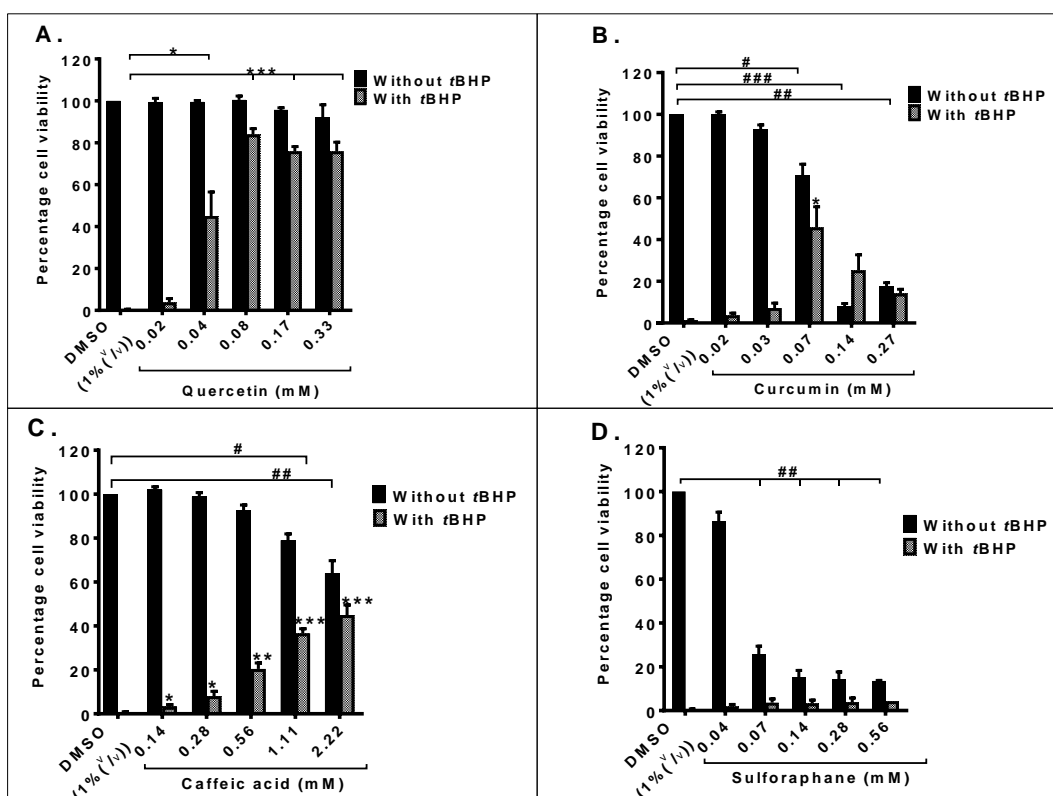 A.
*
***
Without tBHP
With tBHP
120
100
80
60
40
20
0
Percentage cell viability
DMSO
(1%(v/v))
0.02
0.04
0.08
0.17
0.33
Quercetin (mM)
B.
#
###
##
Without tBHP
With tBHP
120
100
80
60
40
20
0
Percentage cell viability
*
DMSO
(1%(v/v))
0.02
0.03
0.07
0.14
0.27
Curcumin (mM)
C.
#
##
Without tBHP
With tBHP
120
100
80
60
40
20
0
Percentage cell viability
*
*
**
***
***
DMSO
(1%(v/v))
0.14
0.28
0.56
1.11
2.22
Caffeic acid (mM)
D.
##
Without tBHP
With tBHP
120
100
80
60
40
20
0
Percentage cell viability
DMSO
(1%(v/v))
0.04
0.07
0.14
0.28
0.56
Sulforaphane (mM)